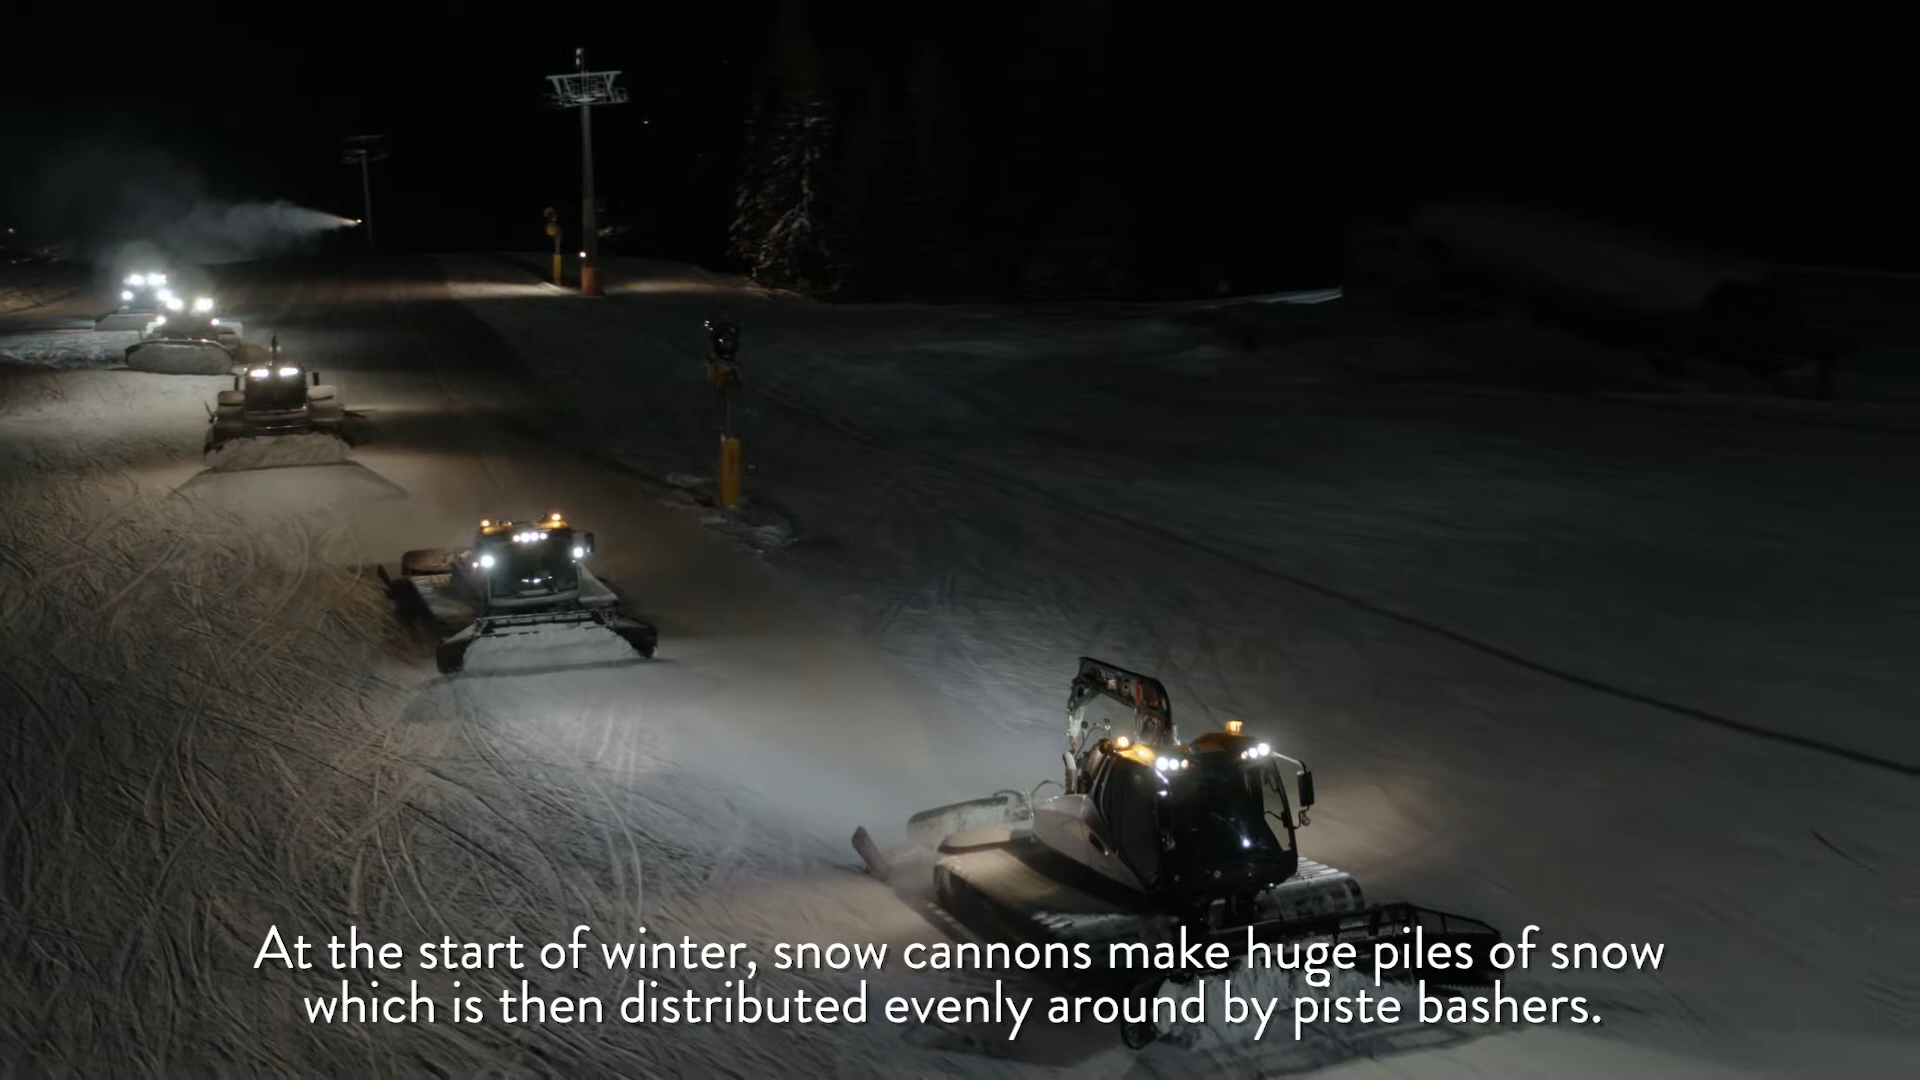 At the start of winter, snow cannons make huge piles of snow
which is then distributed evenly around by piste bashers.